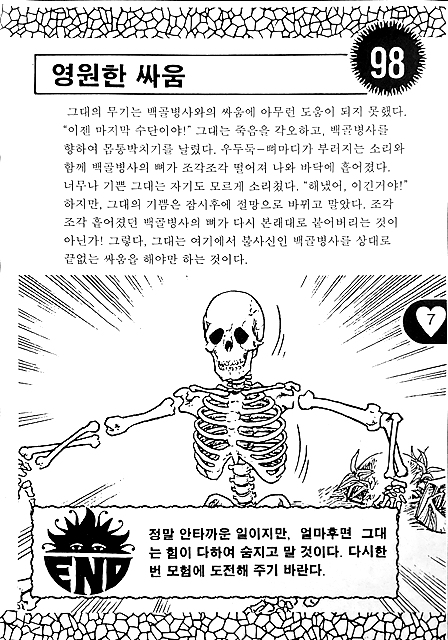 98
영원한 싸움
그대의 무기는 백골병사와의 싸움에 아무런 도움이 되지 못했다.
“이젠 마지막 수단이야!” 그대는 죽음을 각오하고, 백골병사를
향하여 몸통박치기를 날렸다. 우두둑－뼈마디가 부러지는 소리와
함께 백골병사의 뼈가 조각조각 떨어져 나와 바닥에 흩어졌다.
너무나 기쁜 그대는 자기도 모르게 소리쳤다. “해냈어, 이긴거야!”
하지만, 그대의 기쁨은 잠시후에 절망으로 바뀌고 말았다. 조각
조각 흩어졌던 백골병사의 뼈가 다시 본래대로 붙어버리는 것이
아닌가! 그렇다, 그대는 여기에서 불사신인 백골병사를 상대로
끝없는 싸움을 해야만 하는 것이다.
7
END
정말 안타까운 일이지만, 얼마후면 그대
는 힘이 다하여 숨지고 말 것이다. 다시한
번 모험에 도전해 주기 바란다.